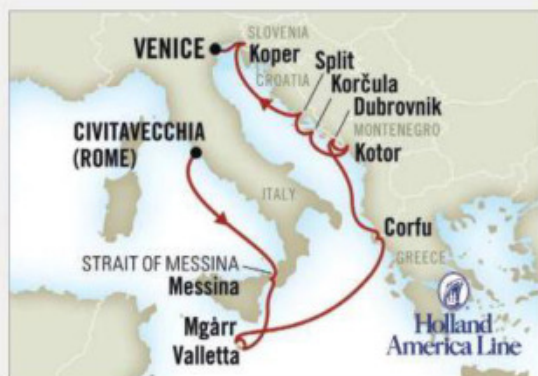 SLOVENIA
VENICE
Koper
Split
CROATIA
Korčula
Dubrovnik
CIVITAVECCHIA
(ROME)
MONTENEGRO
Kotor
ITALY
Corfu
GREECE
STRAIT OF MESSINA
Messina
Mgårr
Valletta
Holland
America Line